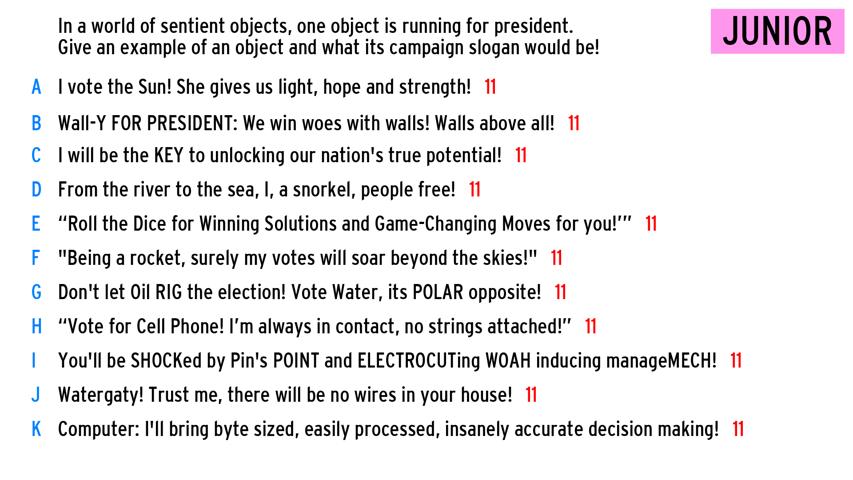 In a world of sentient objects, one object is running for president.
Give an example of an object and what its campaign slogan would be!
JUNIOR
A I vote the Sun! She gives us light, hope and strength! 11
B Wall-Y FOR PRESIDENT: We win woes with walls! Walls above all! 11
C I will be the KEY to unlocking our nation's true potential! 11
D From the river to the sea, I, a snorkel, people free! 11
E “Roll the Dice for Winning Solutions and Game-Changing Moves for you!’” 11
F "Being a rocket, surely my votes will soar beyond the skies!" 11
G Don't let Oil RIG the election! Vote Water, its POLAR opposite! 11
H “Vote for Cell Phone! I’m always in contact, no strings attached!” 11
I You'll be SHOCKed by Pin's POINT and ELECTROCUTing WOAH inducing manageMECH! 11
J Watergaty! Trust me, there will be no wires in your house! 11
K Computer: I'll bring byte sized, easily processed, insanely accurate decision making! 11